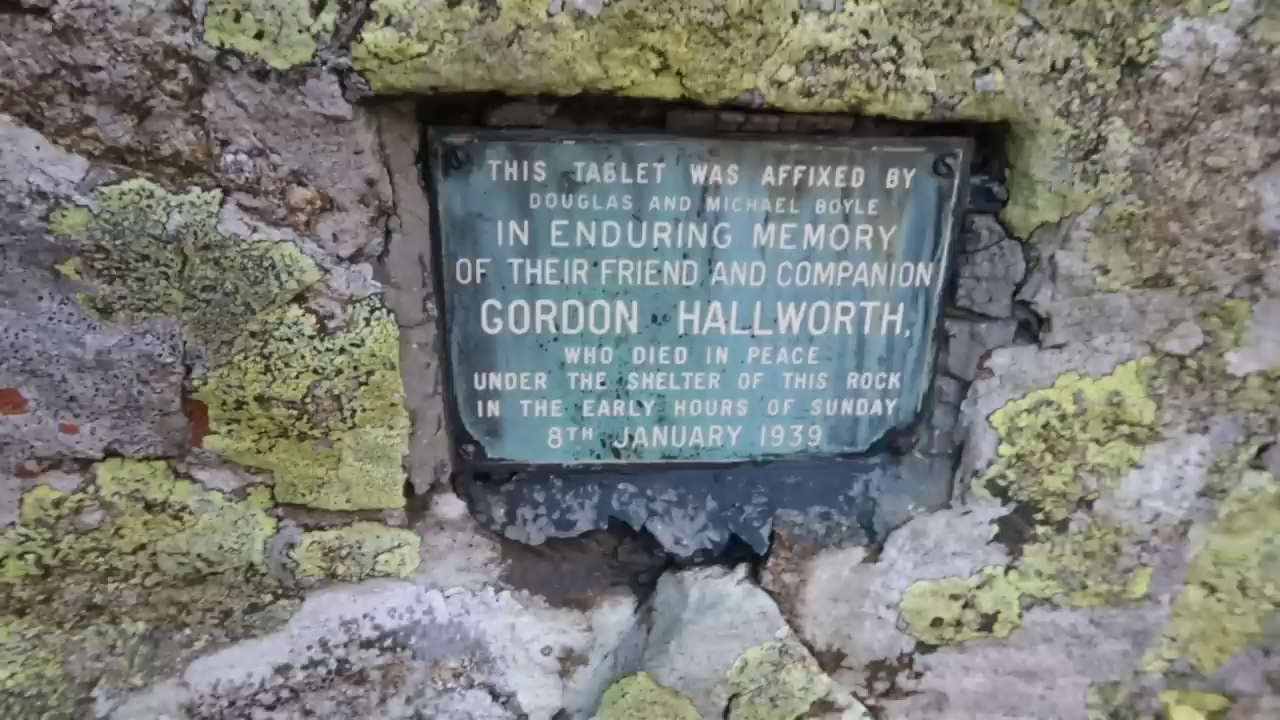 THIS TABLET WAS AFFIXED BY
DOUGLAS AND MICHAEL BOYLE
IN ENDURING MEMORY
OF THEIR FRIEND AND COMPANION
GORDON HALLWORTH,
WHO DIED IN PEACE
UNDER THE SHELTER OF THIS ROCK
IN THE EARLY HOURS OF SUNDAY
8TH JANUARY 1939